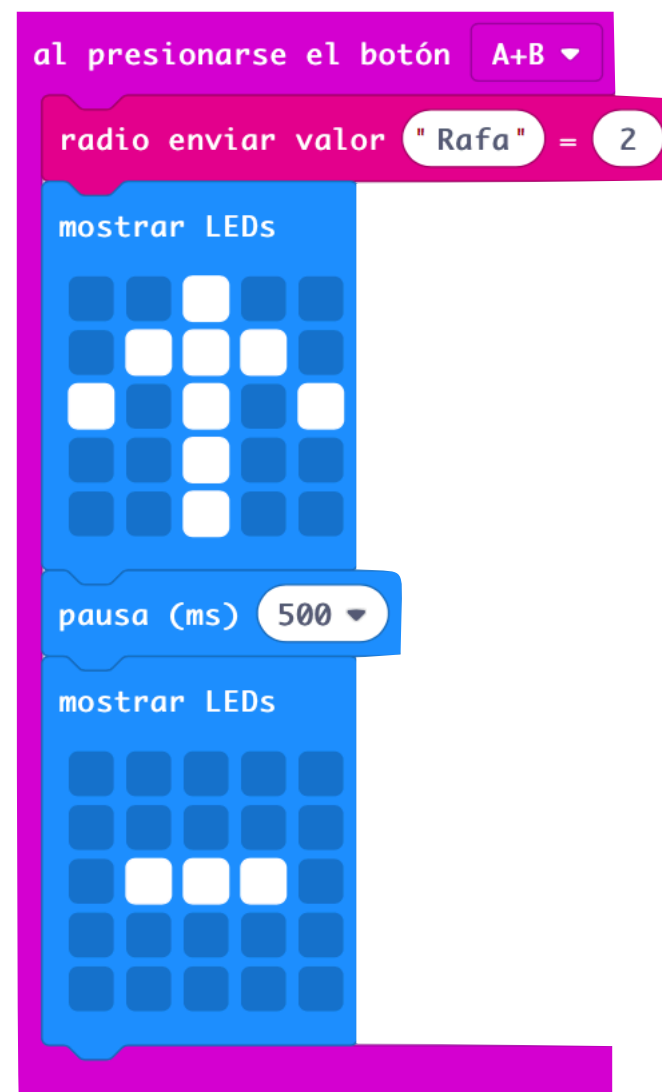 al presionarse el botón A+B
radio enviar valor "Rafa" = 2
mostrar LEDs
pausa (ms) 500
mostrar LEDs